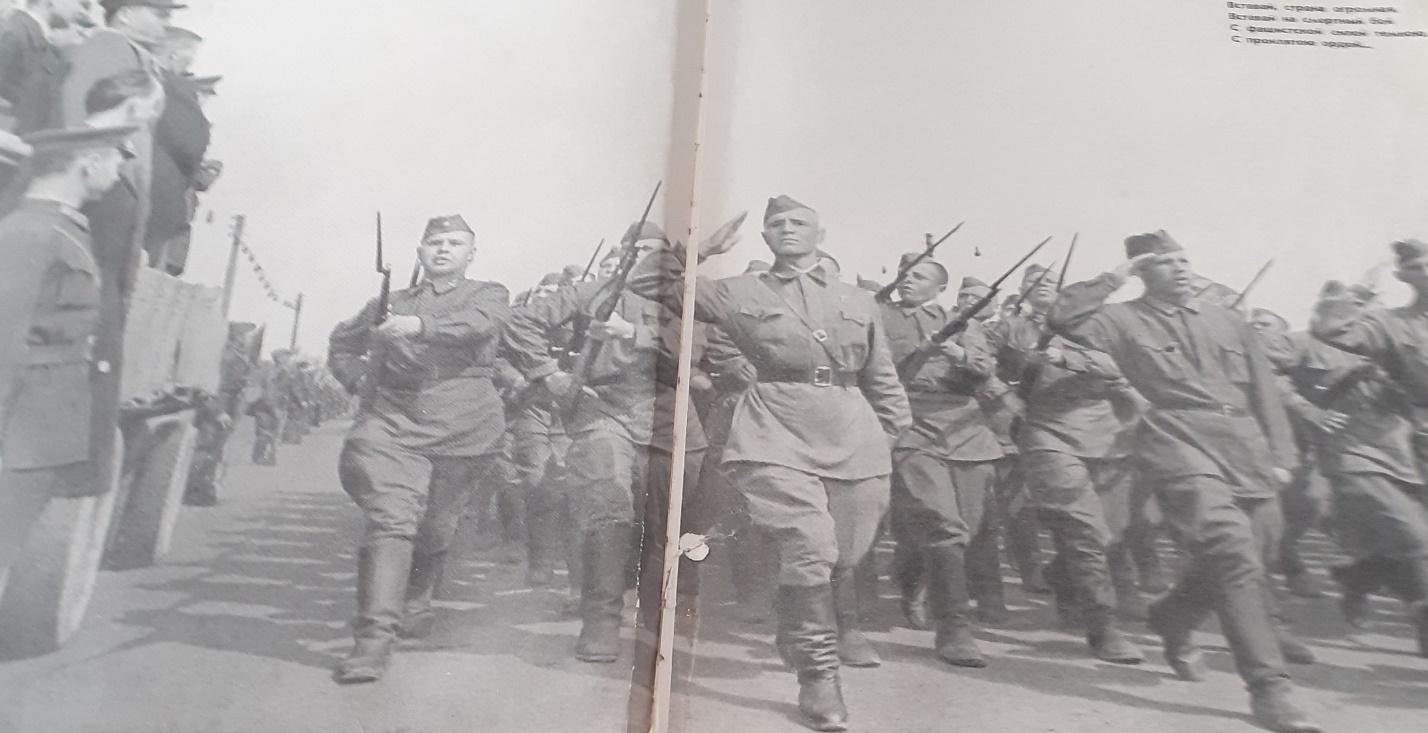 Вставай, страна огромная,
Вставай на смертный бой
С фашистской силой темною,
С проклятою ордой...